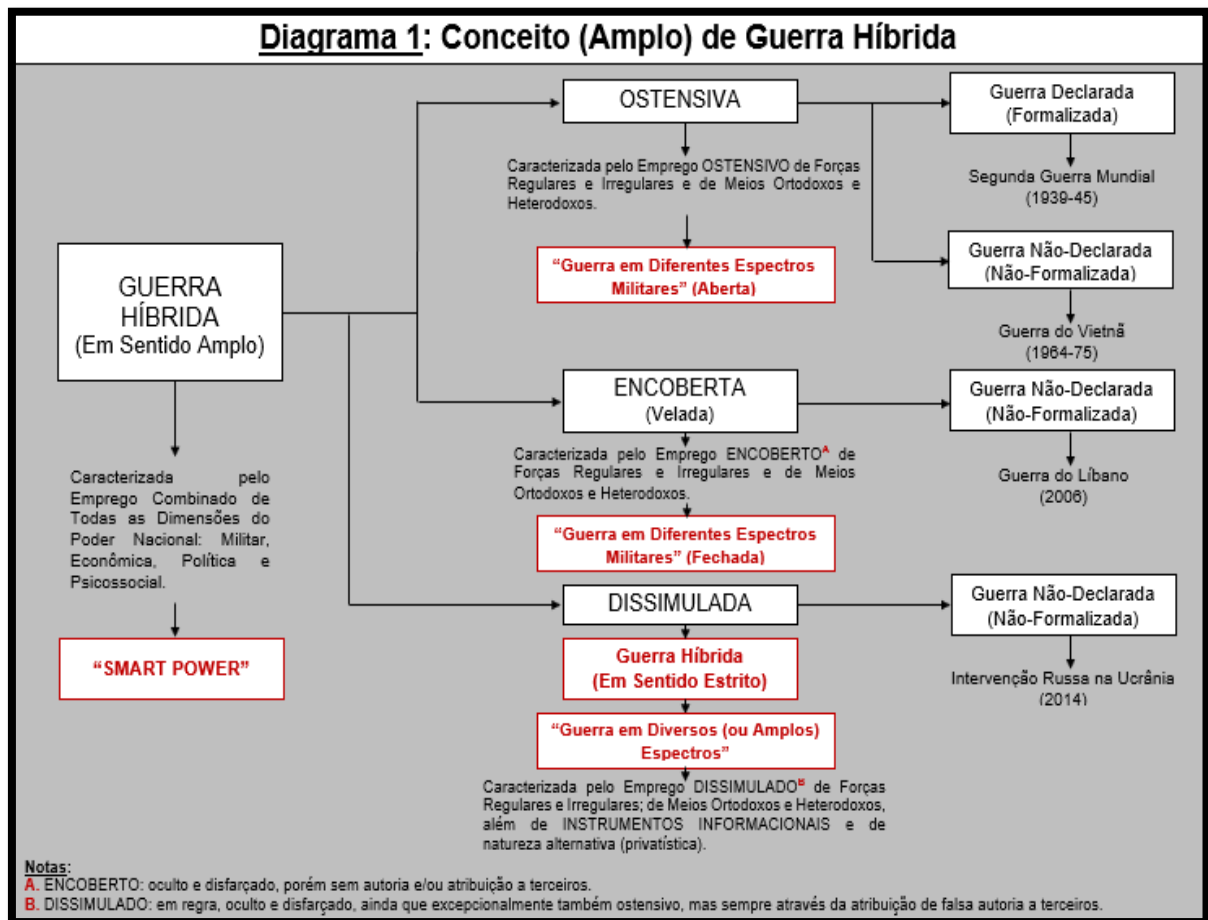 Diagrama 1: Conceito (Amplo) de Guerra Híbrida
GUERRA
HÍBRIDA
(Em Sentido Amplo)
Caracterizada pelo
Emprego Combinado de
Todas as Dimensões do
Poder Nacional: Militar,
Econômica, Política e
Psicossocial.
“SMART POWER”
OSTENSIVA
Caracterizada pelo Emprego OSTENSIVO de Forças
Regulares e Irregulares e de Meios Ortodoxos e
Heterodoxos.
“Guerra em Diferentes Espectros
Militares” (Aberta)
Guerra Declarada
(Formalizada)
Segunda Guerra Mundial
(1939-45)
Guerra Não-Declarada
(Não-Formalizada)
Guerra do Vietnã
(1964-75)
ENCOBERTA
(Velada)
Caracterizada pelo Emprego ENCOBERTO^A de
Forças Regulares e Irregulares e de Meios
Ortodoxos e Heterodoxos.
“Guerra em Diferentes Espectros
Militares” (Fechada)
Guerra Não-Declarada
(Não-Formalizada)
Guerra do Líbano
(2006)
DISSIMULADA
Guerra Híbrida
(Em Sentido Estrito)
“Guerra em Diversos (ou Amplos)
Espectros”
Caracterizada pelo Emprego DISSIMULADO^B de Forças
Regulares e Irregulares; de Meios Ortodoxos e Heterodoxos,
além de INSTRUMENTOS INFORMACIONAIS e de
natureza alternativa (privatística).
Guerra Não-Declarada
(Não-Formalizada)
Intervenção Russa na Ucrânia
(2014)
Notas:
A. ENCOBERTO: oculto e disfarçado, porém sem autoria e/ou atribuição a terceiros.
B. DISSIMULADO: em regra, oculto e disfarçado, ainda que excepcionalmente também ostensivo, mas sempre através da atribuição de falsa autoria a terceiros.